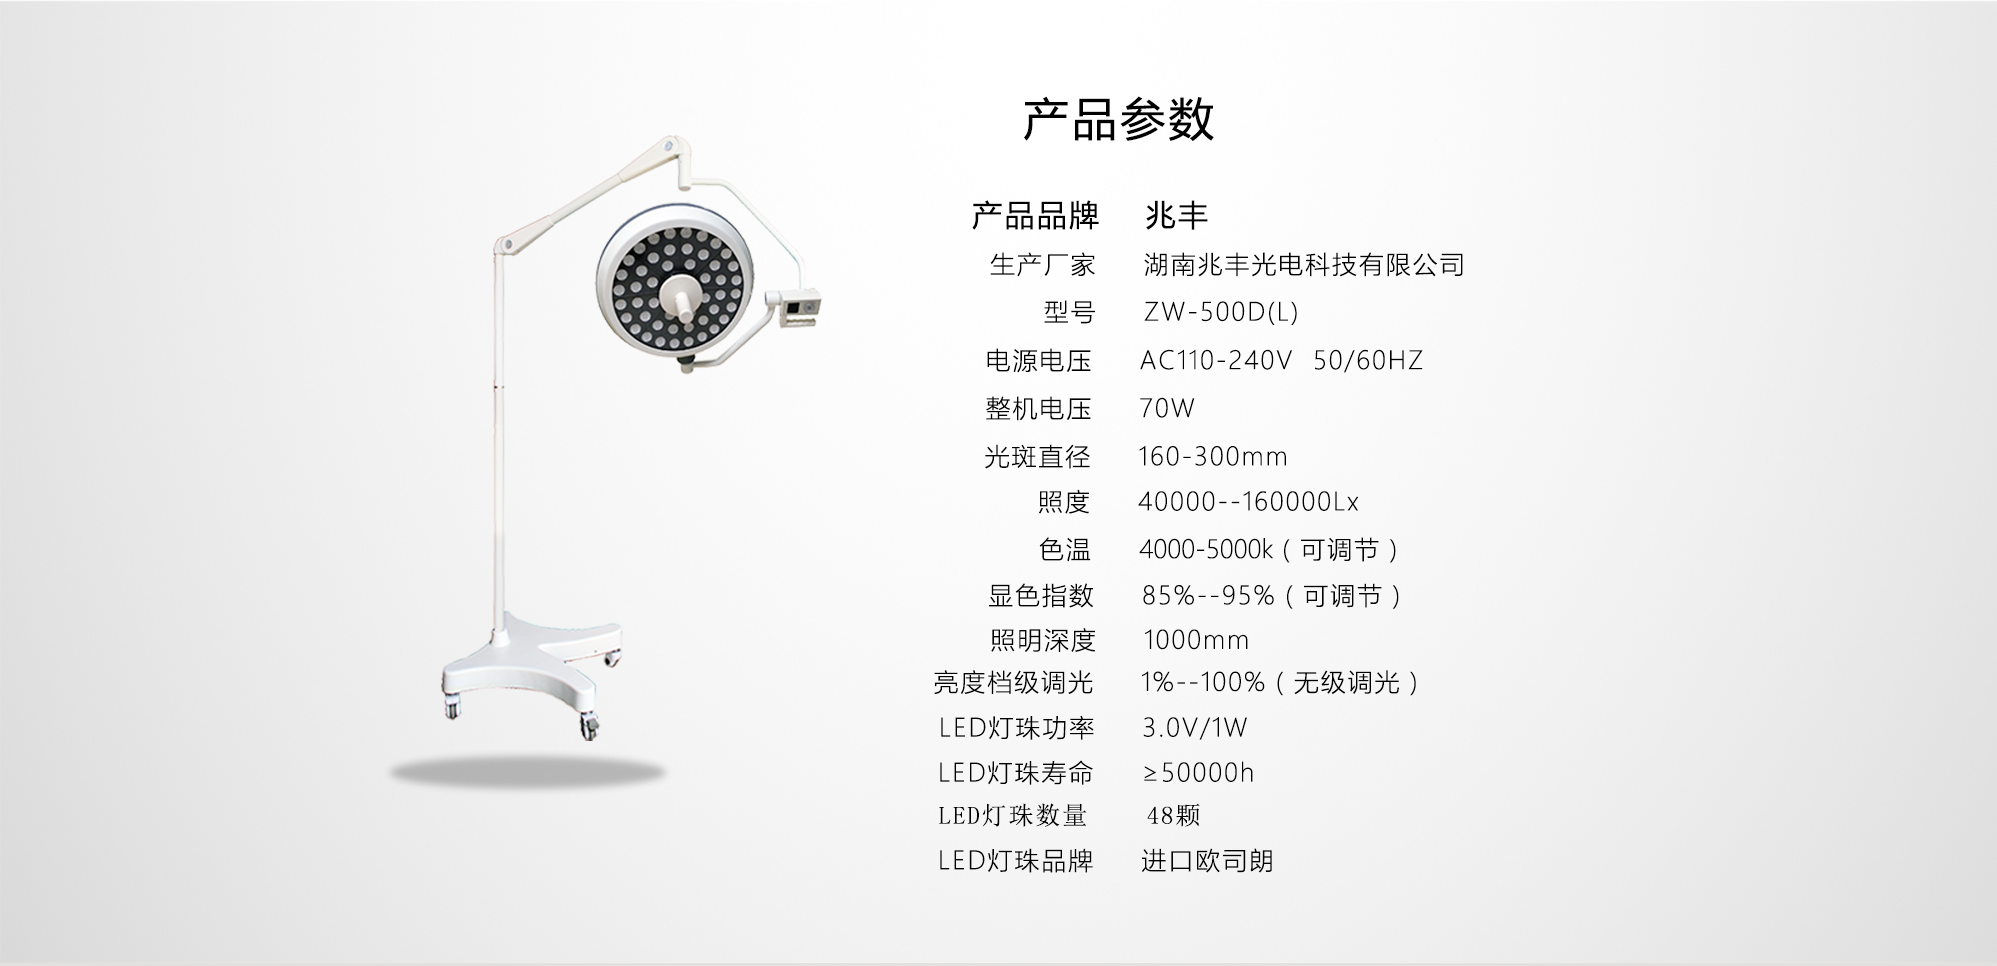 产品参数
产品品牌 兆丰
生产厂家 湖南兆丰光电科技有限公司
型号 ZW-500D(L)
电源电压 AC110-240V 50/60HZ
整机电压 70W
光斑直径 160-300mm
照度 40000--160000Lx
色温 4000-5000k（可调节）
显色指数 85%--95%（可调节）
照明深度 1000mm
亮度档级调光 1%--100%（无级调光）
LED灯珠功率 3.0V/1W
LED灯珠寿命 ≥50000h
LED灯珠数量 48颗
LED灯珠品牌 进口欧司朗